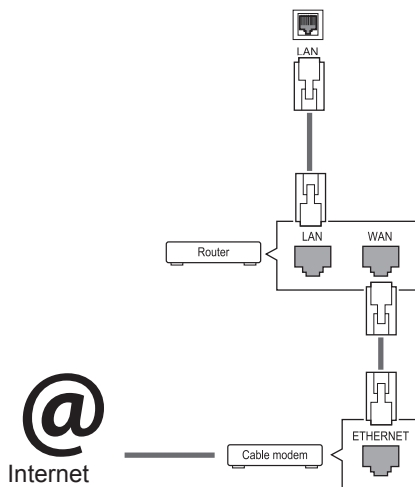 LAN
LAN WAN
Router
ETHERNET
@
Cable modem
Internet